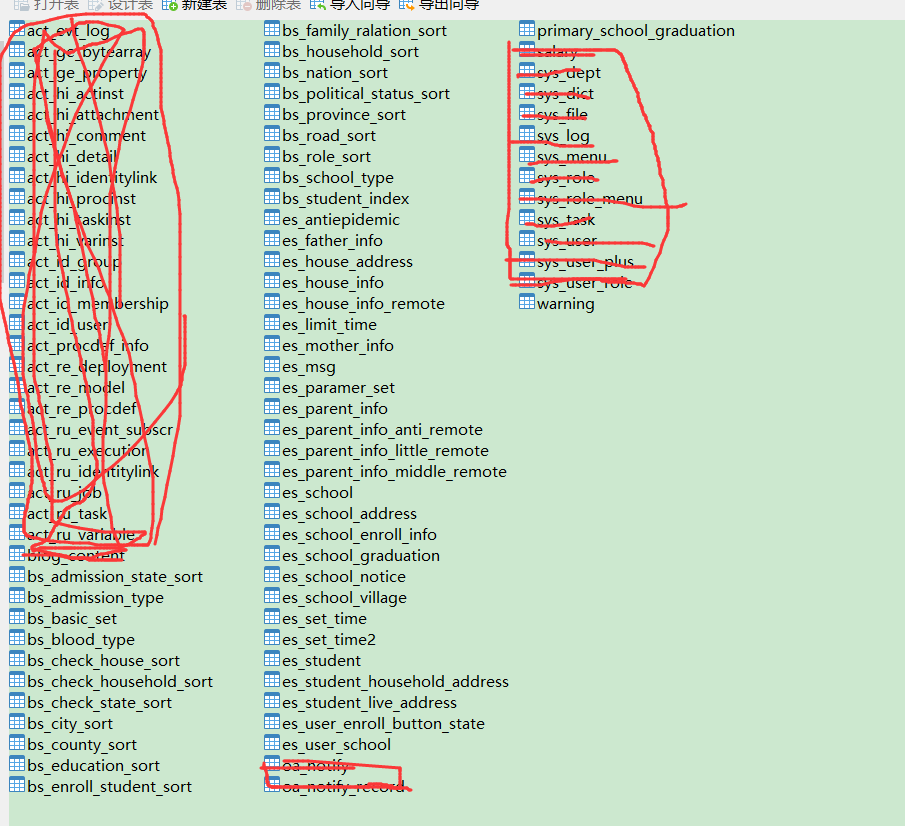 打开表 设计表 新建表 删除表 导入向导 导出向导
act_evt_log
act_ge_bytearray
act_ge_property
act_hi_actinst
act_hi_attachment
act_hi_comment
act_hi_detail
act_hi_identitylink
act_hi_procinst
act_hi_taskinst
act_hi_varinst
act_id_group
act_id_info
act_id_membership
act_id_user
act_procdef_info
act_re_deployment
act_re_model
act_re_procdef
act_ru_event_subscr
act_ru_execution
act_ru_identitylink
act_ru_job
act_ru_task
act_ru_variable
blog_content
bs_admission_state_sort
bs_admission_type
bs_basic_set
bs_blood_type
bs_check_house_sort
bs_check_household_sort
bs_check_state_sort
bs_city_sort
bs_county_sort
bs_education_sort
bs_enroll_student_sort
bs_family_ralation_sort
bs_household_sort
bs_nation_sort
bs_political_status_sort
bs_province_sort
bs_road_sort
bs_role_sort
bs_school_type
bs_student_index
es_antiepidemic
es_father_info
es_house_address
es_house_info
es_house_info_remote
es_limit_time
es_mother_info
es_msg
es_paramer_set
es_parent_info
es_parent_info_anti_remote
es_parent_info_little_remote
es_parent_info_middle_remote
es_school
es_school_address
es_school_enroll_info
es_school_graduation
es_school_notice
es_school_village
es_set_time
es_set_time2
es_student
es_student_household_address
es_student_live_address
es_user_enroll_button_state
es_user_school
oa_notify
oa_notify_record
primary_school_graduation
salary
sys_dept
sys_dict
sys_file
sys_log
sys_menu
sys_role
sys_role_menu
sys_task
sys_user
sys_user_plus
sys_user_role
warning